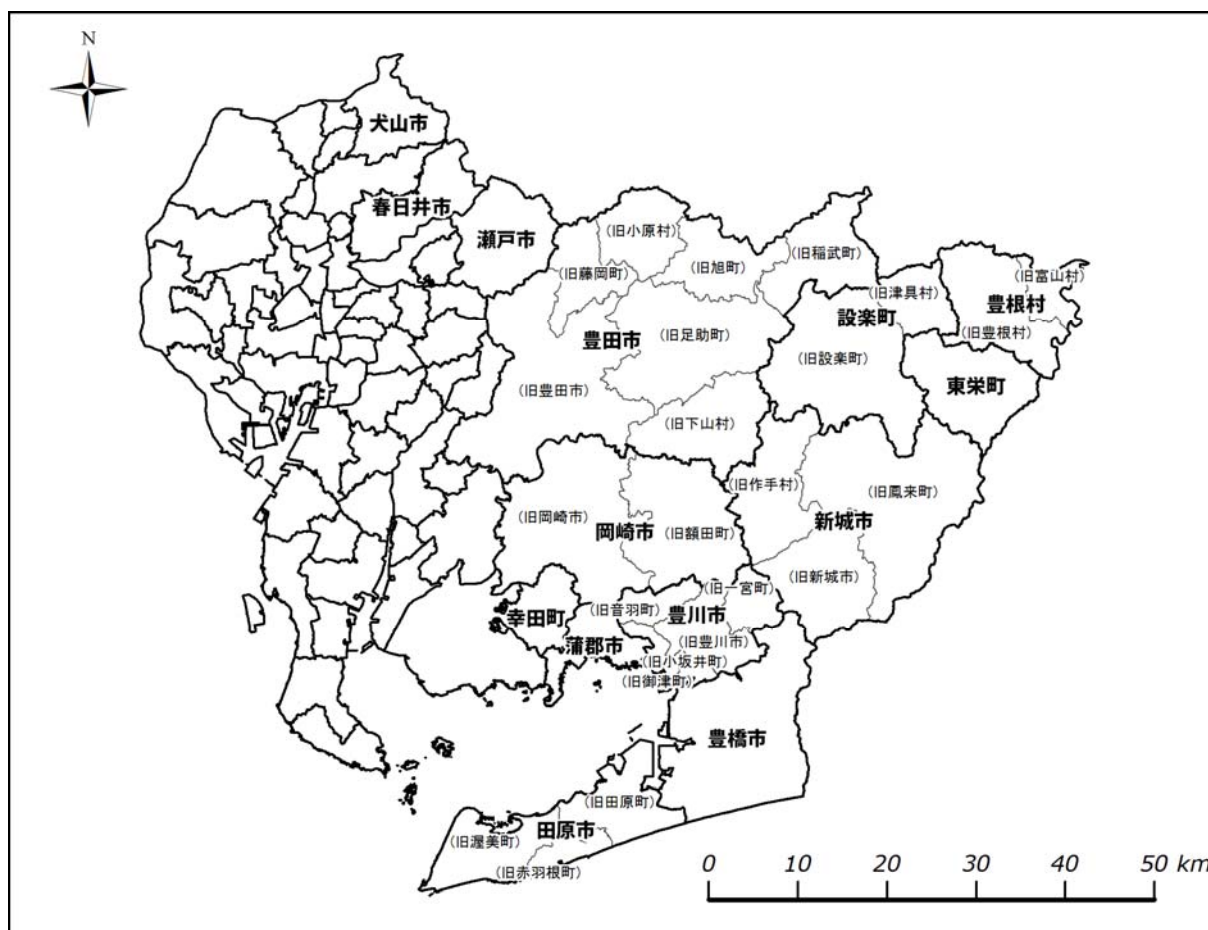 N
犬山市
春日井市
瀬戸市
(旧小原村)
(旧藤岡町)
(旧旭町)
(旧稲武町)
(旧津具村)
(旧富山村)
豊根村
(旧豊根村)
設楽町
(旧設楽町)
東栄町
豊田市
(旧足助町)
(旧豊田市)
(旧下山村)
(旧作手村)
(旧鳳来町)
新城市
(旧新城市)
(旧岡崎市)
岡崎市
(旧額田町)
幸田町
蒲郡市
(旧音羽町)
(旧一宮町)
豊川市
(旧豊川市)
(旧小坂井町)
(旧御津町)
豊橋市
(旧田原町)
田原市
(旧渥美町)
(旧赤羽根町)
0 10 20 30 40 50 km